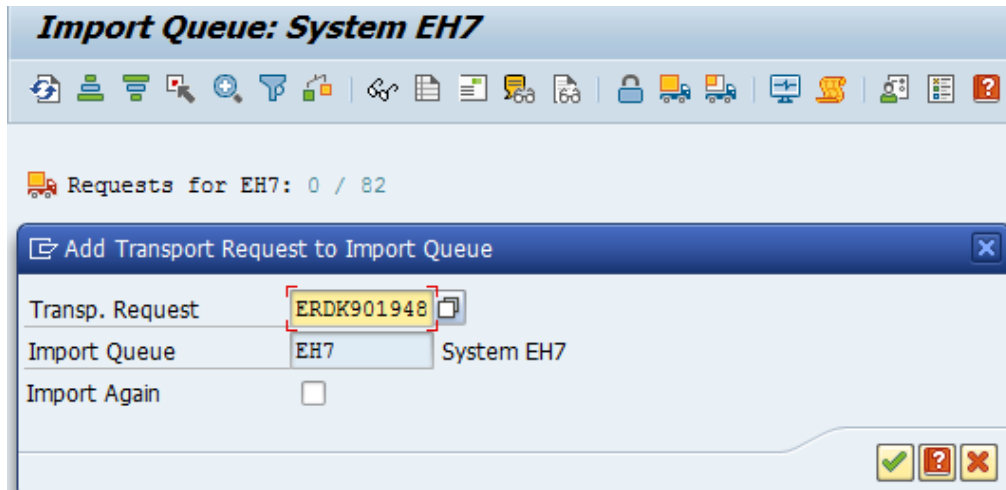 Import Queue: System EH7
Requests for EH7: 0 / 82
Add Transport Request to Import Queue
Transp. Request ERDK901948
Import Queue EH7 System EH7
Import Again